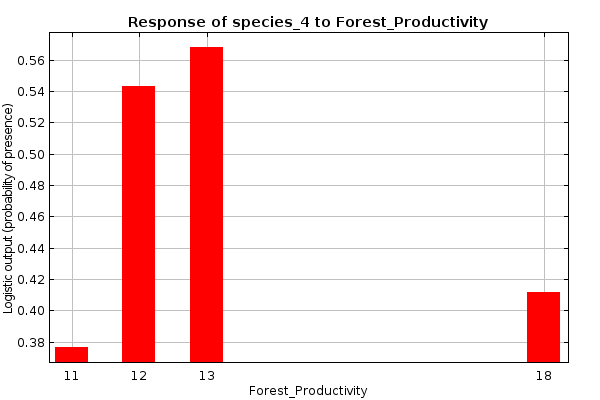 Response of species_4 to Forest_Productivity
Logistic output (probability of presence)
0.56
0.54
0.52
0.50
0.48
0.46
0.44
0.42
0.40
0.38
11 12 13 18
Forest_Productivity